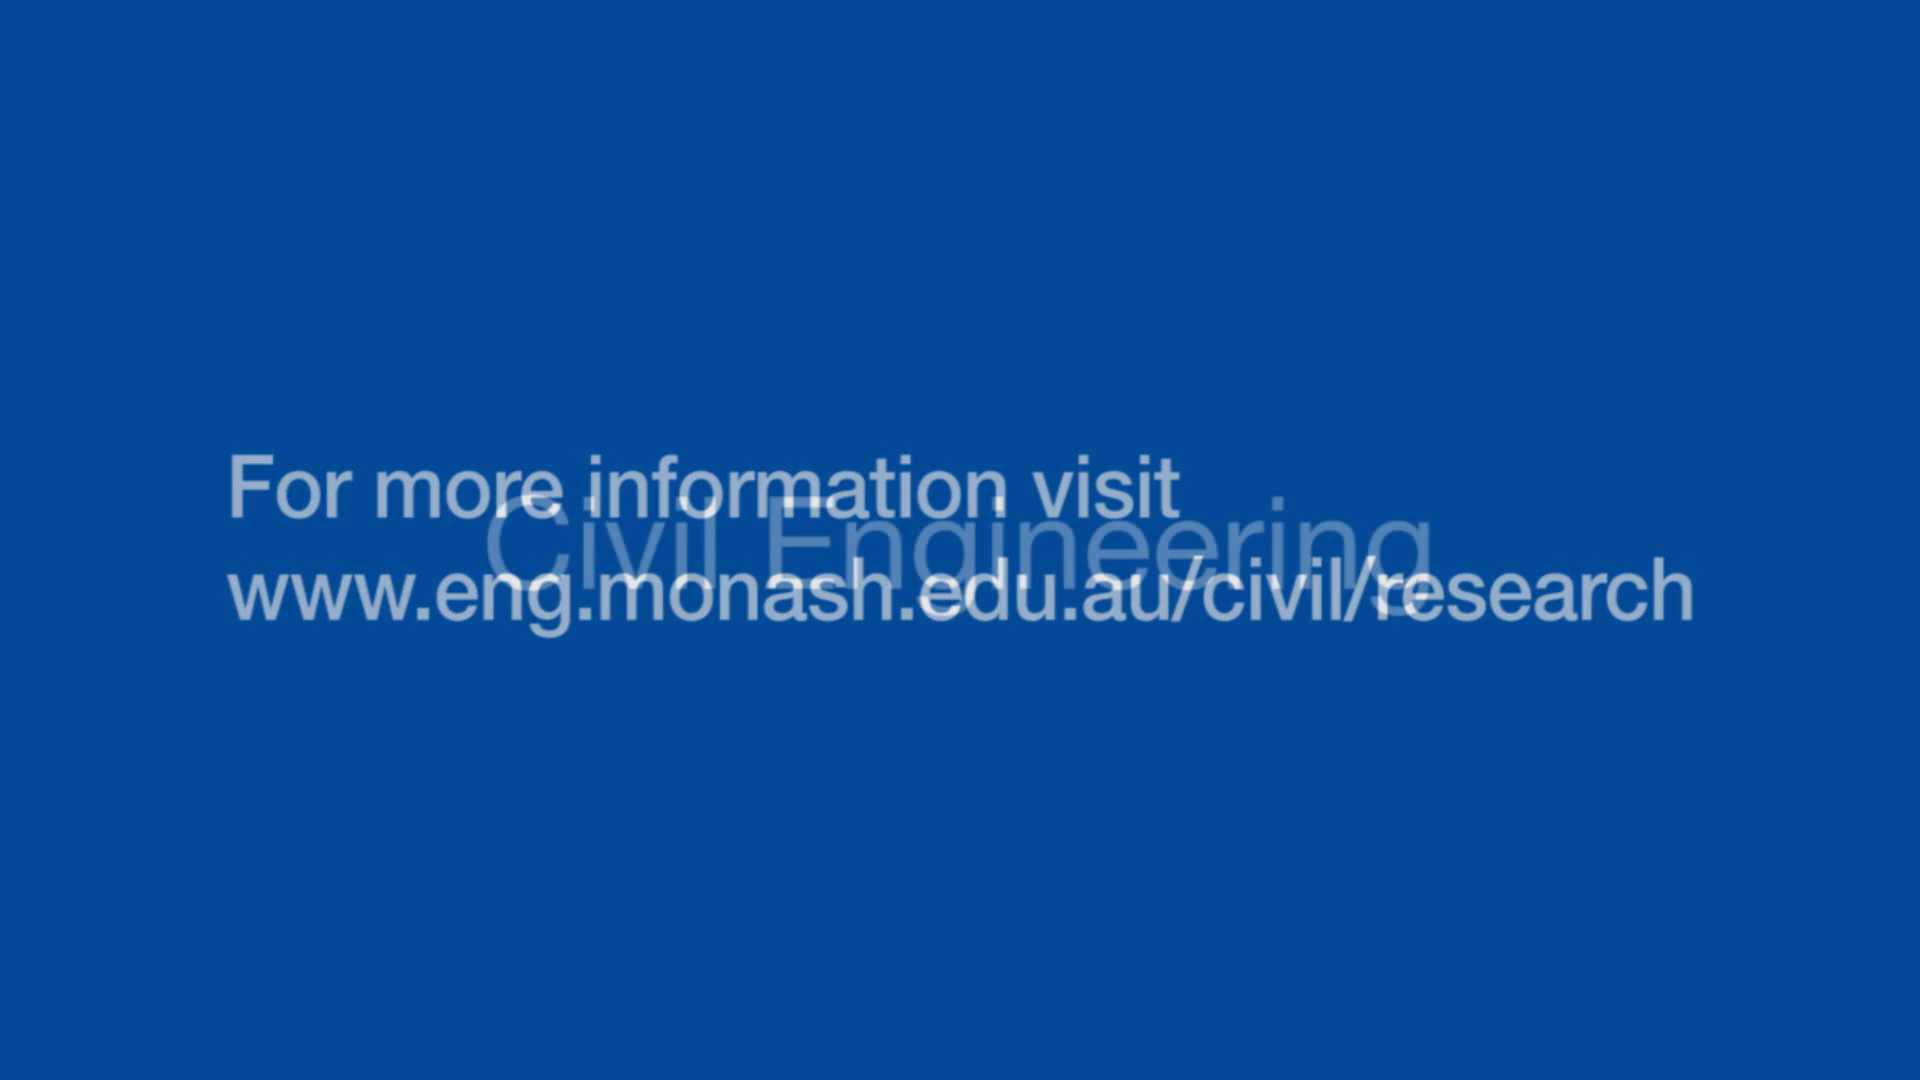 For more information visit
Civil Engineering
www.eng.monash.edu.au/civil/research